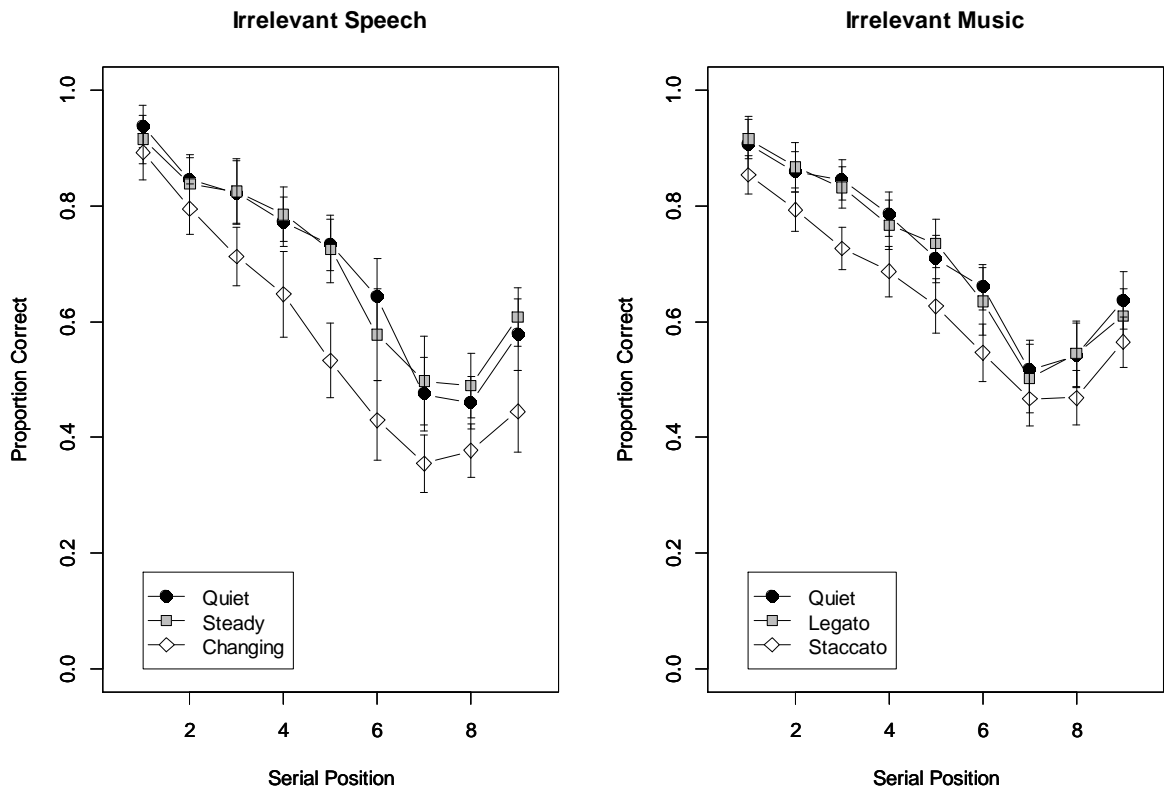 Irrelevant Speech
Proportion Correct
1.0
0.8
0.6
0.4
0.2
0.0
Quiet
Steady
Changing
2 4 6 8
Serial Position
Irrelevant Music
Proportion Correct
1.0
0.8
0.6
0.4
0.2
0.0
Quiet
Legato
Staccato
2 4 6 8
Serial Position